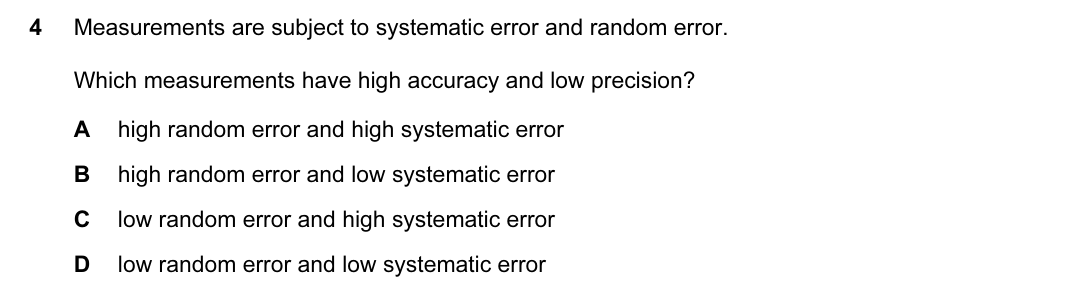 4 Measurements are subject to systematic error and random error.
Which measurements have high accuracy and low precision?
A high random error and high systematic error
B high random error and low systematic error
C low random error and high systematic error
D low random error and low systematic error